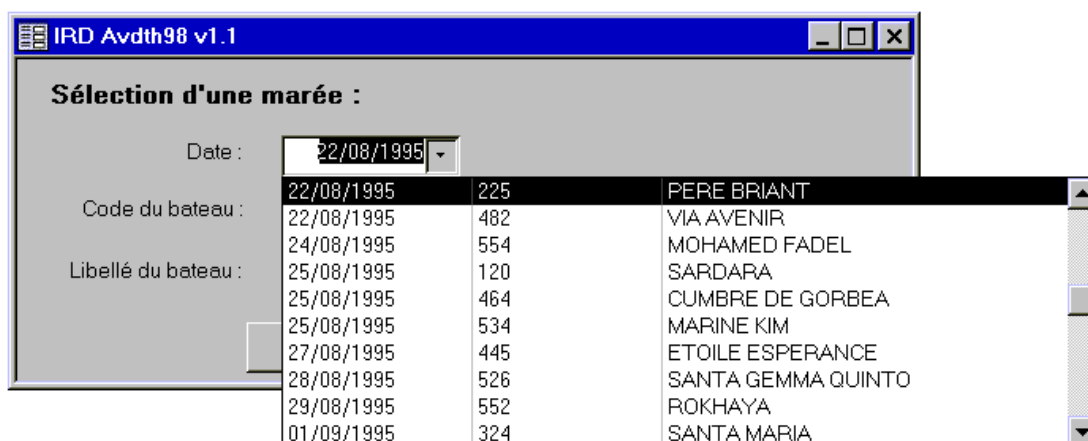 IRD Avdth98 v1.1
Sélection d'une marée :
Date : 22/08/1995
22/08/1995 225 PERE BRIANT
Code du bateau :
22/08/1995 482 VIA AVENIR
24/08/1995 554 MOHAMED FADEL
Libellé du bateau :
25/08/1995 120 SARDARA
25/08/1995 464 CUMBRE DE GORBEA
25/08/1995 534 MARINE KIM
27/08/1995 445 ETOILE ESPERANCE
28/08/1995 526 SANTA GEMMA QUINTO
29/08/1995 552 ROKHAYA
01/09/1995 324 SANTA MARIA